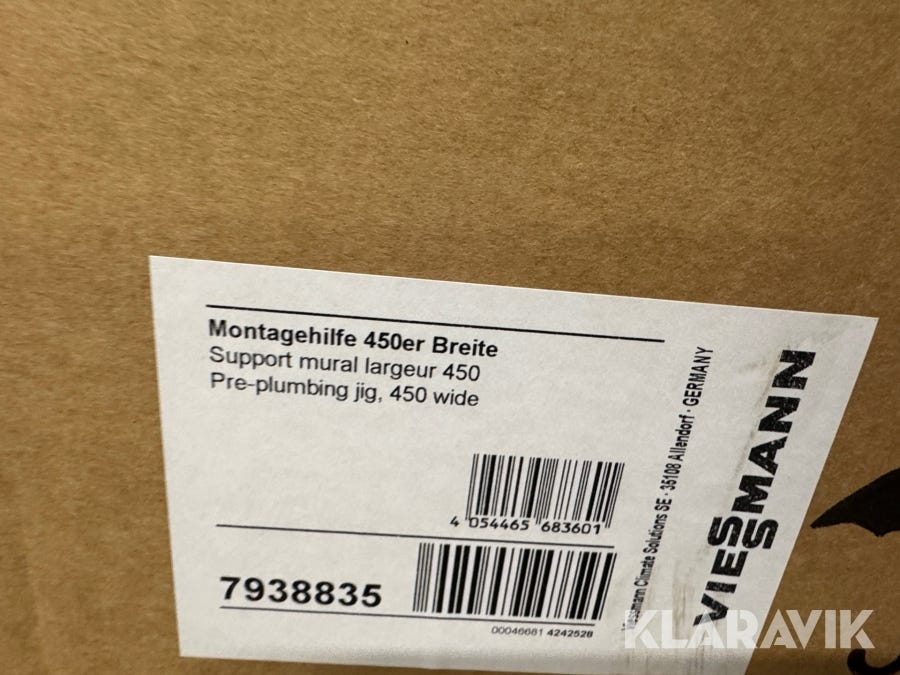 Montagehilfe 450er Breite
Support mural largeur 450
Pre-plumbing jig, 450 wide
4 054465 683601
7938835
00046681 4242528
Viessmann Climate Solutions SE · 35108 Allendorf · GERMANY
VIESSMANN
KLARAVIK